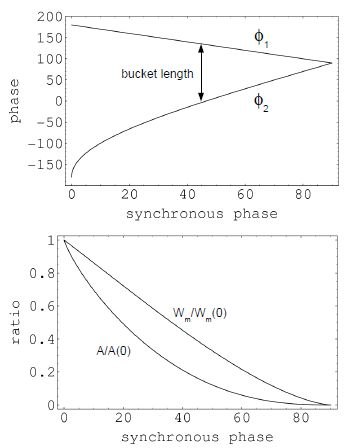 200
150
ϕ1
100
bucket length
50
phase
0
ϕ2
−50
−100
−150
0 20 40 60 80
synchronous phase
1
0.8
Wm/Wm(0)
0.6
ratio
0.4
A/A(0)
0.2
0
0 20 40 60 80
synchronous phase